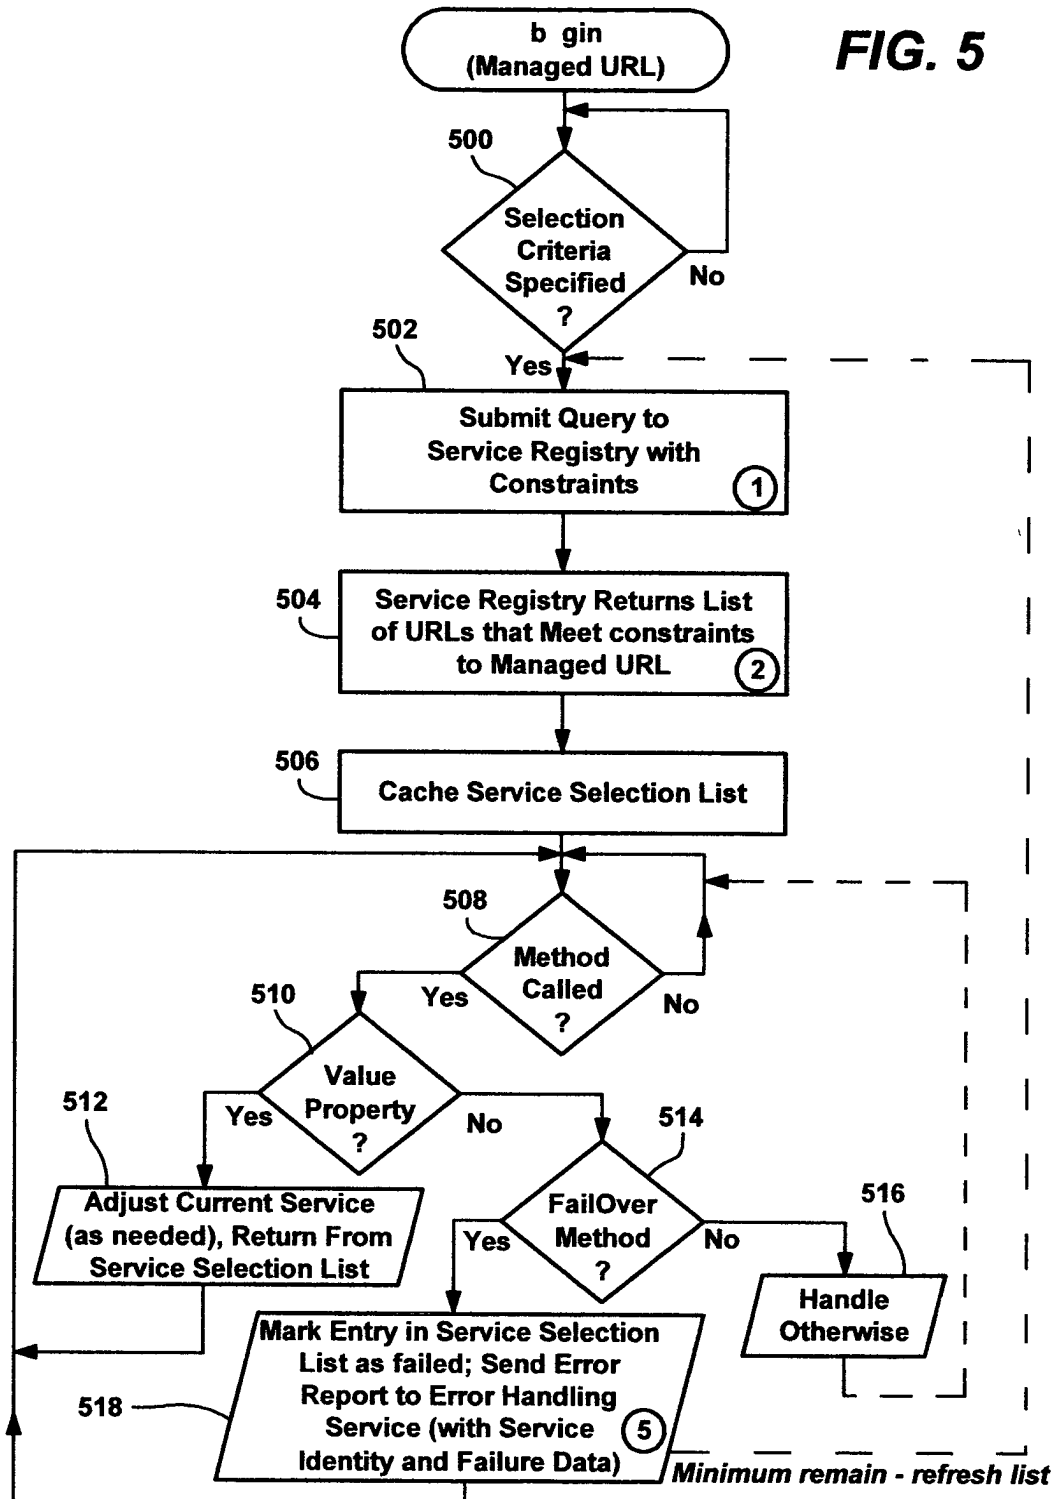 b gin
(Managed URL)
FIG. 5
500
Selection
Criteria
Specified
?
No
502
Yes
Submit Query to
Service Registry with
Constraints
1
504
Service Registry Returns List
of URLs that Meet constraints
to Managed URL
2
506
Cache Service Selection List
508
Method
Called
?
Yes
No
510
Value
Property
?
Yes
No
512
Adjust Current Service
(as needed), Return From
Service Selection List
514
FailOver
Method
?
Yes
No
516
Handle
Otherwise
518
Mark Entry in Service Selection
List as failed; Send Error
Report to Error Handling
Service (with Service
Identity and Failure Data)
5
Minimum remain - refresh list